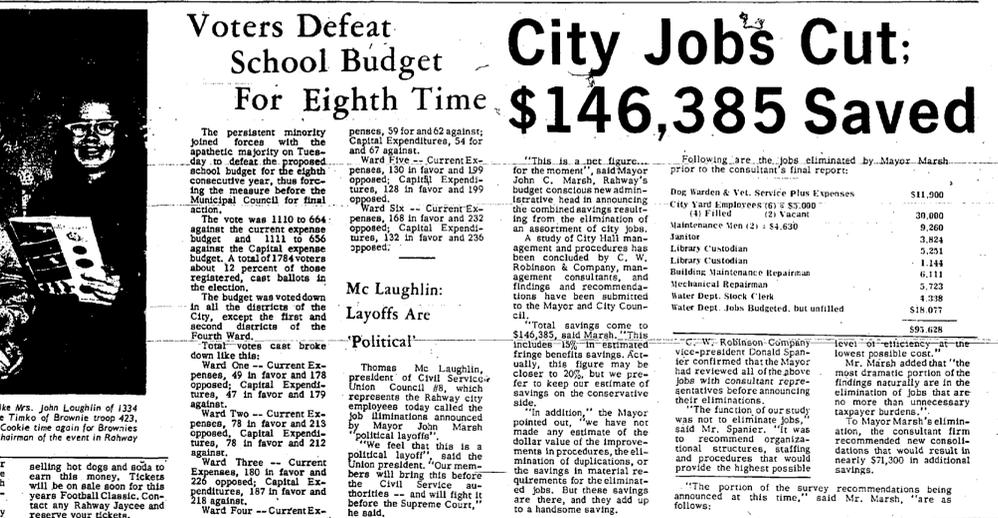 Voters Defeat
School Budget
For Eighth Time
The persistent minority
joined forces with the
apathetic majority on Tues-
day to defeat the proposed
school budget for the eighth
consecutive year, thus forc-
ing the measure before the
Municipal Council for final
action.
The vote was 1110 to 664
against the current expense
budget and 1111 to 656
against the Capital expense
budget. A total of 1784 voters
about 12 percent of those
registered, cast ballots in
the election.
The budget was voted down
in all the districts of the
City, except the first and
second districts of the
Fourth Ward.
Total votes cast broke
down like this:
Ward One -- Current Ex-
penses, 49 in favor and 178
opposed; Capital Expendi-
tures, 47 in favor and 179
against.
Ward Two -- Current Ex-
penses, 78 in favor and 213
opposed, Capital Expendi-
tures, 78 in favor and 212
against.
Ward Three -- Current
Expenses, 180 in favor and
226 opposed; Capital Ex-
penditures, 187 in favor and
218 against.
Ward Four -- Current Ex-
penses, 59 for and 62 against;
Capital Expenditures, 54 for
and 67 against.
Ward Five -- Current Ex-
penses, 130 in favor and 199
opposed; Capital Expendi-
tures, 128 in favor and 199
opposed.
Ward Six -- Current Ex-
penses, 168 in favor and 232
opposed; Capital Expendi-
tures, 132 in favor and 236
opposed.
Mc Laughlin:
Layoffs Are
'Political'
Thomas Mc Laughlin,
president of Civil Service
Union Council #8, which
represents the Rahway city
employees today called the
job iliminations announced
by Mayor John Marsh
"political layoffs".
"We feel that this is a
political layoff", said the
Union president. "Our mem-
bers will bring this before
the Civil Service au-
thorities -- and will fight it
before the Supreme Court,"
he said.
City Jobs Cut;
$146,385 Saved
"This is a net figure...
for the moment", said Mayor
John C. Marsh, Rahway's
budget conscious new admin-
istrative head in announcing
the combined savings result-
ing from the elimination of
an assortment of city jobs.
A study of City Hall man-
agement and procedures has
been concluded by C. W.
Robinson & Company, man-
agement consultants, and
findings and recommenda-
tions have been submitted
to the Mayor and City Coun-
cil.
"Total savings come to
$146,385, said Marsh. "This
includes 15% in estimated
fringe benefits savings. Act-
ually, this figure may be
closer to 20%, but we pre-
fer to keep our estimate of
savings on the conservative
side.
"In addition," the Mayor
pointed out, "we have not
made any estimate of the
dollar value of the improve-
ments in procedures, the eli-
mination of duplications, or
the savings in material re-
quirements for the eliminat-
ed jobs. But these savings
are there, and they add up
to a handsome saving.
Following are the jobs eliminated by Mayor Marsh
prior to the consultant's final report:
Dog Warden & Vet. Service Plus Expenses $11,900
City Yard Employees (6) @ $5,000
(4) Filled (2) Vacant 30,000
Maintenance Men (2) : $4,630 9,260
Janitor 3,824
Library Custodian 5,251
Library Custodian 1,144
Building Maintenance Repairman 6,111
Mechanical Repairman 5,723
Water Dept. Stock Clerk 4,338
Water Dept. Jobs Budgeted, but unfilled $18,077
$95,628
C. W. Robinson Company
vice-president Donald Span-
ier confirmed that the Mayor
had reviewed all of the above
jobs with consultant repre-
sentatives before announcing
their eliminations.
"The function of our study
was not to eliminate jobs,"
said Mr. Spanier. "It was
to recommend organiza-
tional structures, staffing
and procedures that would
provide the highest possible
level of efficiency at the
lowest possible cost."
Mr. Marsh added that "the
most dramatic portion of the
findings naturally are in the
elimination of jobs that are
no more than unnecessary
taxpayer burdens.".
To Mayor Marsh's elimin-
ation, the consultant firm
recommended new consoli-
dations that would result in
nearly $71,300 in additional
savings.
"The portion of the survey recommendations being
announced at this time," said Mr. Marsh, "are as
follows:
ke Mrs. John Loughlin of 1334
e Timko of Brownie troop 423,
Cookie time again for Brownies
hairman of the event in Rahway
selling hot dogs and soda to
earn this money. Tickets
will be on sale soon for this
years Football Classic. Con-
tact any Rahway Jaycee and
reserve your tickets.